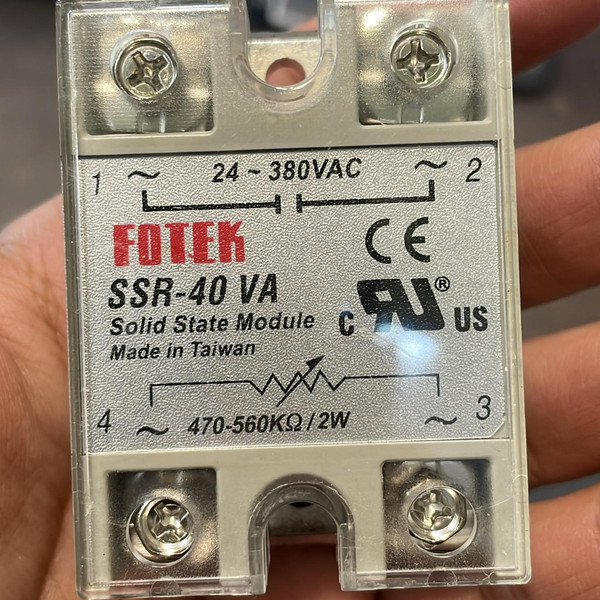 1 ~ 24 ~ 380VAC ~ 2
FOTEK
CE
SSR-40 VA
Solid State Module
Made in Taiwan
c RU® US
4 ~ 470-560KΩ/2W ~ 3